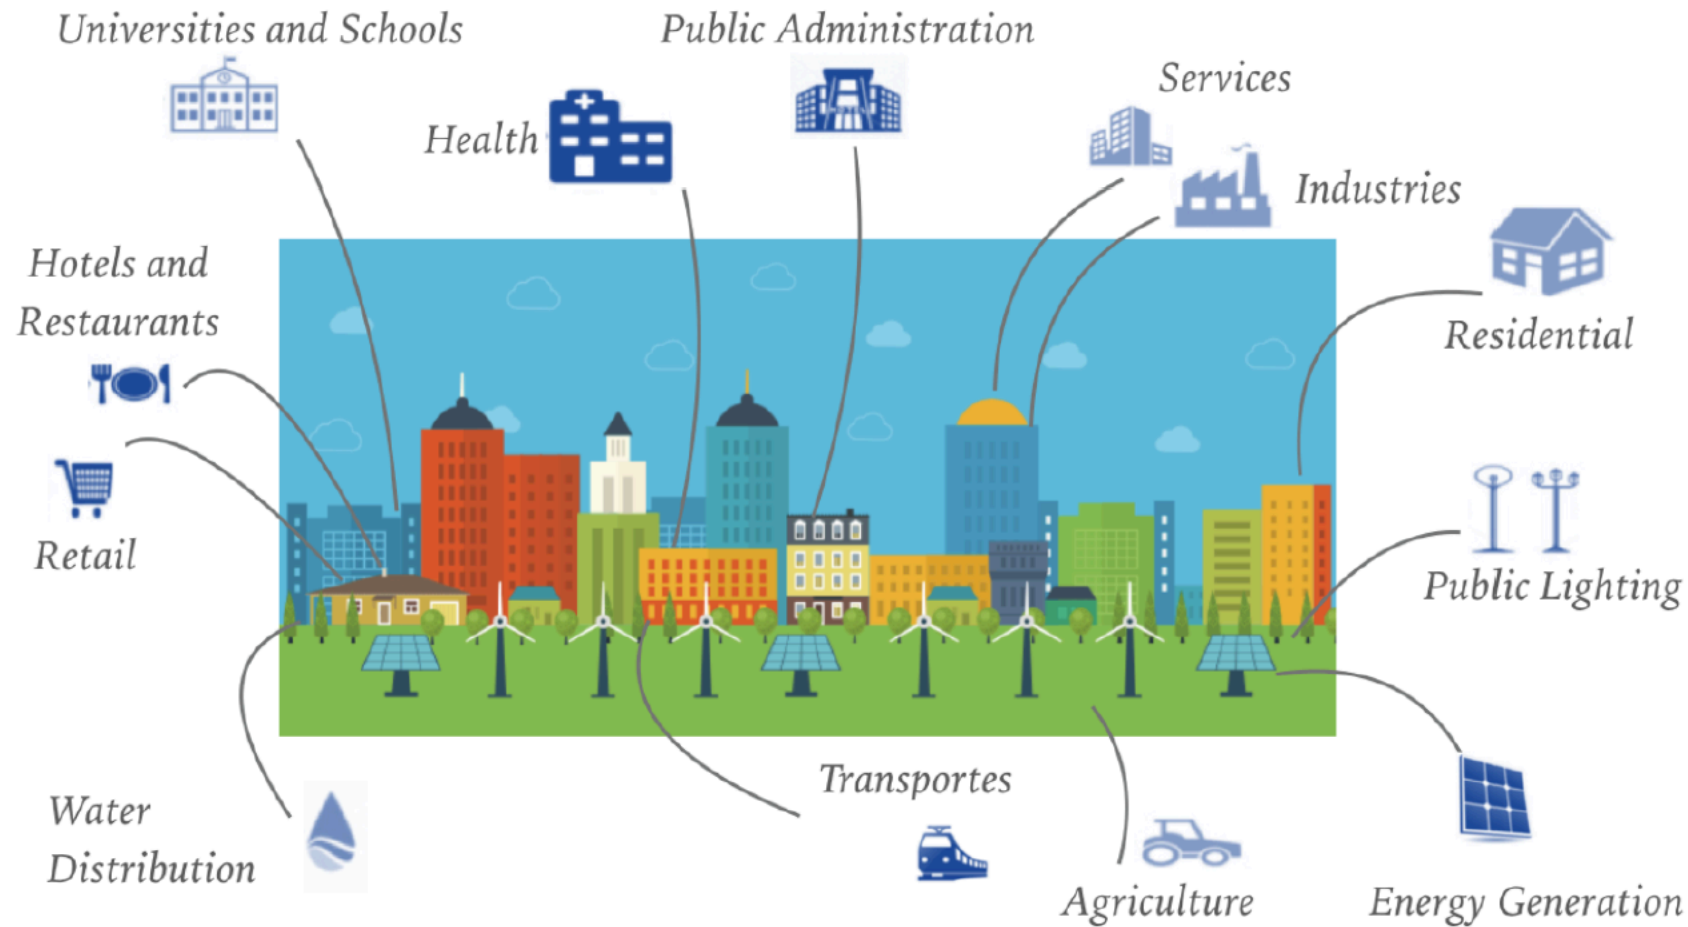 Universities and Schools
Public Administration
Services
Health
Industries
Hotels and
Restaurants
Residential
Retail
Public Lighting
Transportes
Water
Distribution
Agriculture
Energy Generation